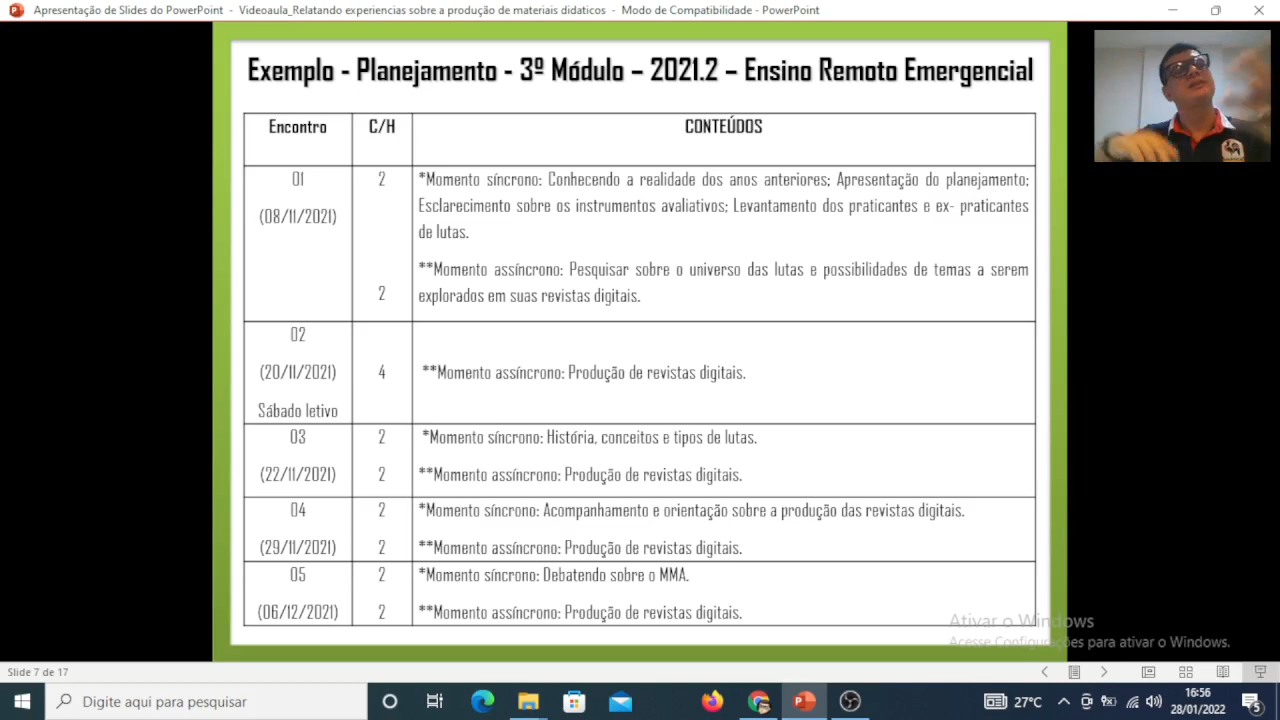 Apresentação de Slides do PowerPoint - Videoaula_Relatando experiencias sobre a produção de materiais didaticos - Modo de Compatibilidade - PowerPoint
Exemplo - Planejamento - 3º Módulo – 2021.2 – Ensino Remoto Emergencial
Encontro C/H CONTEÚDOS
01 2 *Momento síncrono: Conhecendo a realidade dos anos anteriores; Apresentação do planejamento;
(08/11/2021) Esclarecimento sobre os instrumentos avaliativos; Levantamento dos praticantes e ex- praticantes
de lutas.
**Momento assíncrono: Pesquisar sobre o universo das lutas e possibilidades de temas a serem
2 explorados em suas revistas digitais.
02
(20/11/2021) 4 **Momento assíncrono: Produção de revistas digitais.
Sábado letivo
03 2 *Momento síncrono: História, conceitos e tipos de lutas.
(22/11/2021) 2 **Momento assíncrono: Produção de revistas digitais.
04 2 *Momento síncrono: Acompanhamento e orientação sobre a produção das revistas digitais.
(29/11/2021) 2 **Momento assíncrono: Produção de revistas digitais.
05 2 *Momento síncrono: Debatendo sobre o MMA.
(06/12/2021) 2 **Momento assíncrono: Produção de revistas digitais.
Ativar o Windows
Acesse Configurações para ativar o Windows.
Slide 7 de 17
Digite aqui para pesquisar
27°C
16:56
28/01/2022
5